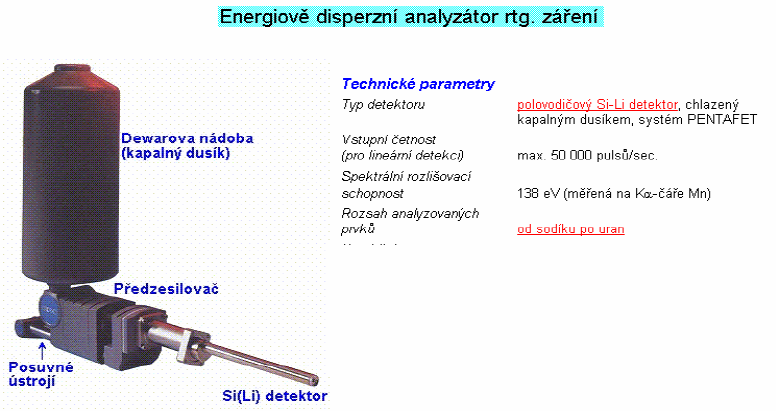 Energiově disperzní analyzátor rtg. záření
Technické parametry
Typ detektoru
polovodičový Si-Li detektor, chlazený
kapalným dusíkem, systém PENTAFET
Vstupní četnost
(pro lineární detekci)
max. 50 000 pulsů/sec.
Spektrální rozlišovací
schopnost
138 eV (měřená na Kα-čáře Mn)
Rozsah analyzovaných
prvků
od sodíku po uran
Dewarova nádoba
(kapalný dusík)
Předzesilovač
Posuvné
ústrojí
Si(Li) detektor